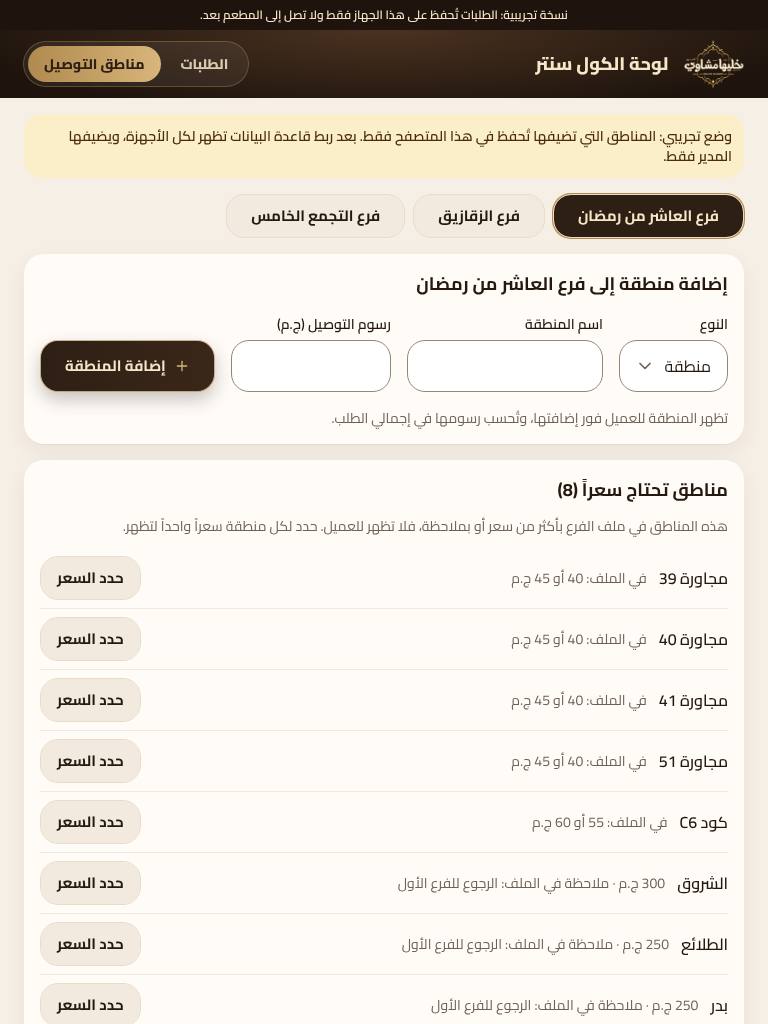 نسخة تجريبية: الطلبات تُحفظ على هذا الجهاز فقط ولا تصل إلى المطعم بعد.
خليها مشاوي
لوحة الكول سنتر
الطلبات
مناطق التوصيل
وضع تجريبي: المناطق التي تضيفها تُحفظ في هذا المتصفح فقط. بعد ربط قاعدة البيانات تظهر لكل الأجهزة، ويضيفها
المدير فقط.
فرع العاشر من رمضان
فرع الزقازيق
فرع التجمع الخامس
إضافة منطقة إلى فرع العاشر من رمضان
النوع
اسم المنطقة
رسوم التوصيل (ج.م)
منطقة
+ إضافة المنطقة
تظهر المنطقة للعميل فور إضافتها، وتُحسب رسومها في إجمالي الطلب.
مناطق تحتاج سعراً (8)
هذه المناطق في ملف الفرع بأكثر من سعر أو بملاحظة، فلا تظهر للعميل. حدد لكل منطقة سعراً واحداً لتظهر.
مجاورة 39 في الملف: 40 أو 45 ج.م حدد السعر
مجاورة 40 في الملف: 40 أو 45 ج.م حدد السعر
مجاورة 41 في الملف: 40 أو 45 ج.م حدد السعر
مجاورة 51 في الملف: 40 أو 45 ج.م حدد السعر
كود C6 في الملف: 55 أو 60 ج.م حدد السعر
الشروق 300 ج.م · ملاحظة في الملف: الرجوع للفرع الأول حدد السعر
الطلائع 250 ج.م · ملاحظة في الملف: الرجوع للفرع الأول حدد السعر
بدر 250 ج.م · ملاحظة في الملف: الرجوع للفرع الأول حدد السعر